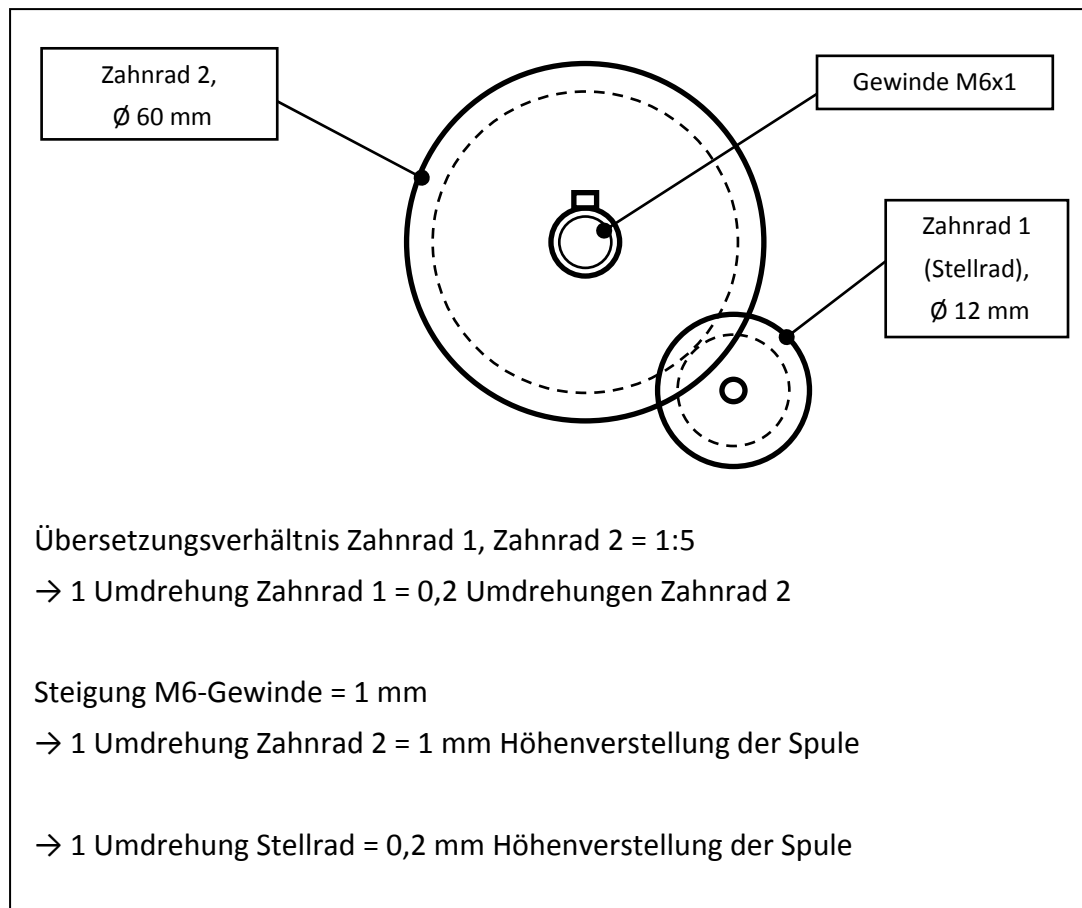 Zahnrad 2,
Ø 60 mm
Gewinde M6x1
Zahnrad 1
(Stellrad),
Ø 12 mm
Übersetzungsverhältnis Zahnrad 1, Zahnrad 2 = 1:5
→ 1 Umdrehung Zahnrad 1 = 0,2 Umdrehungen Zahnrad 2
Steigung M6-Gewinde = 1 mm
→ 1 Umdrehung Zahnrad 2 = 1 mm Höhenverstellung der Spule
→ 1 Umdrehung Stellrad = 0,2 mm Höhenverstellung der Spule